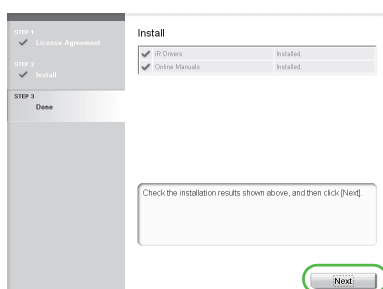 STEP 1
License Agreement
STEP 2
Install
STEP 3
Done
Install
iR Drivers Installed.
Online Manuals Installed.
Check the installation results shown above, and then click [Next].
Next